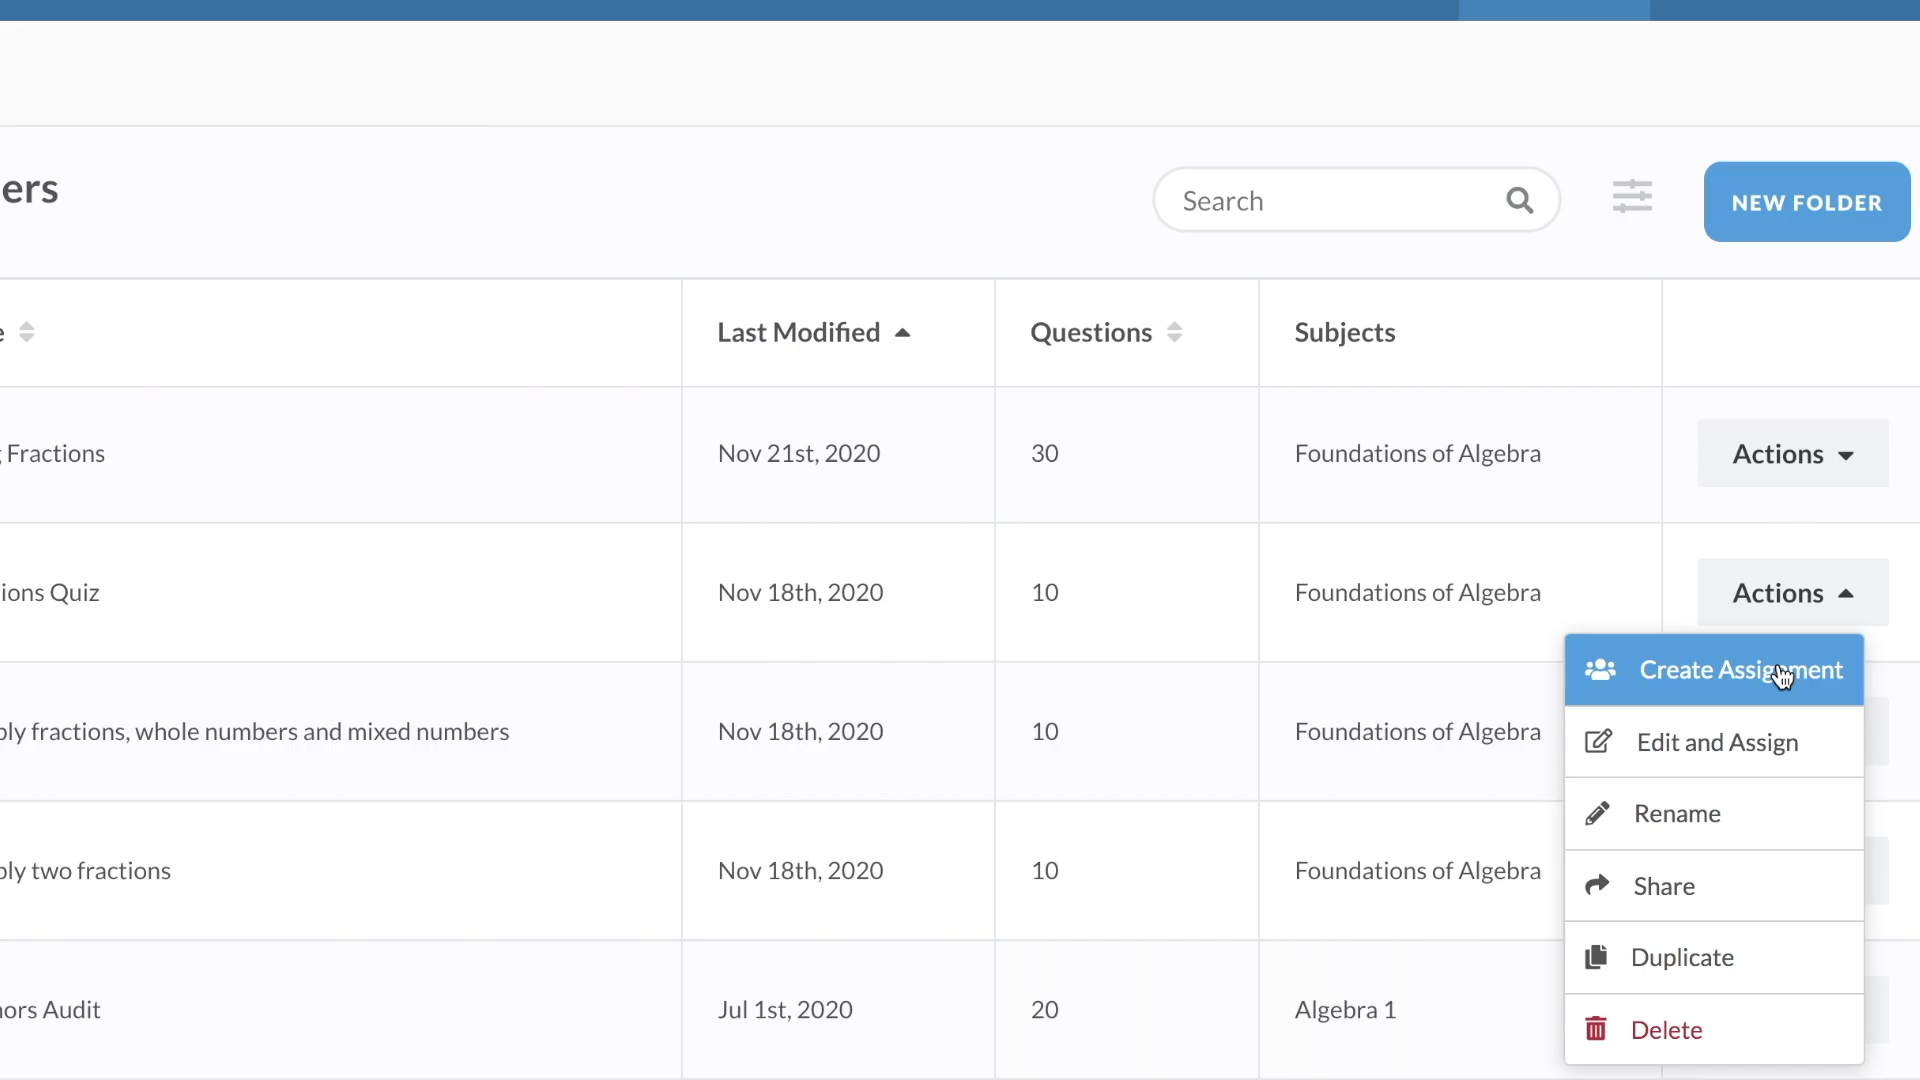 ers
Search
NEW FOLDER
e
Last Modified
Questions
Subjects
Fractions
Nov 21st, 2020
30
Foundations of Algebra
Actions
ions Quiz
Nov 18th, 2020
10
Foundations of Algebra
Actions
Create Assignment
ply fractions, whole numbers and mixed numbers
Nov 18th, 2020
10
Foundations of Algebra
Edit and Assign
Rename
ply two fractions
Nov 18th, 2020
10
Foundations of Algebra
Share
Duplicate
ors Audit
Jul 1st, 2020
20
Algebra 1
Delete